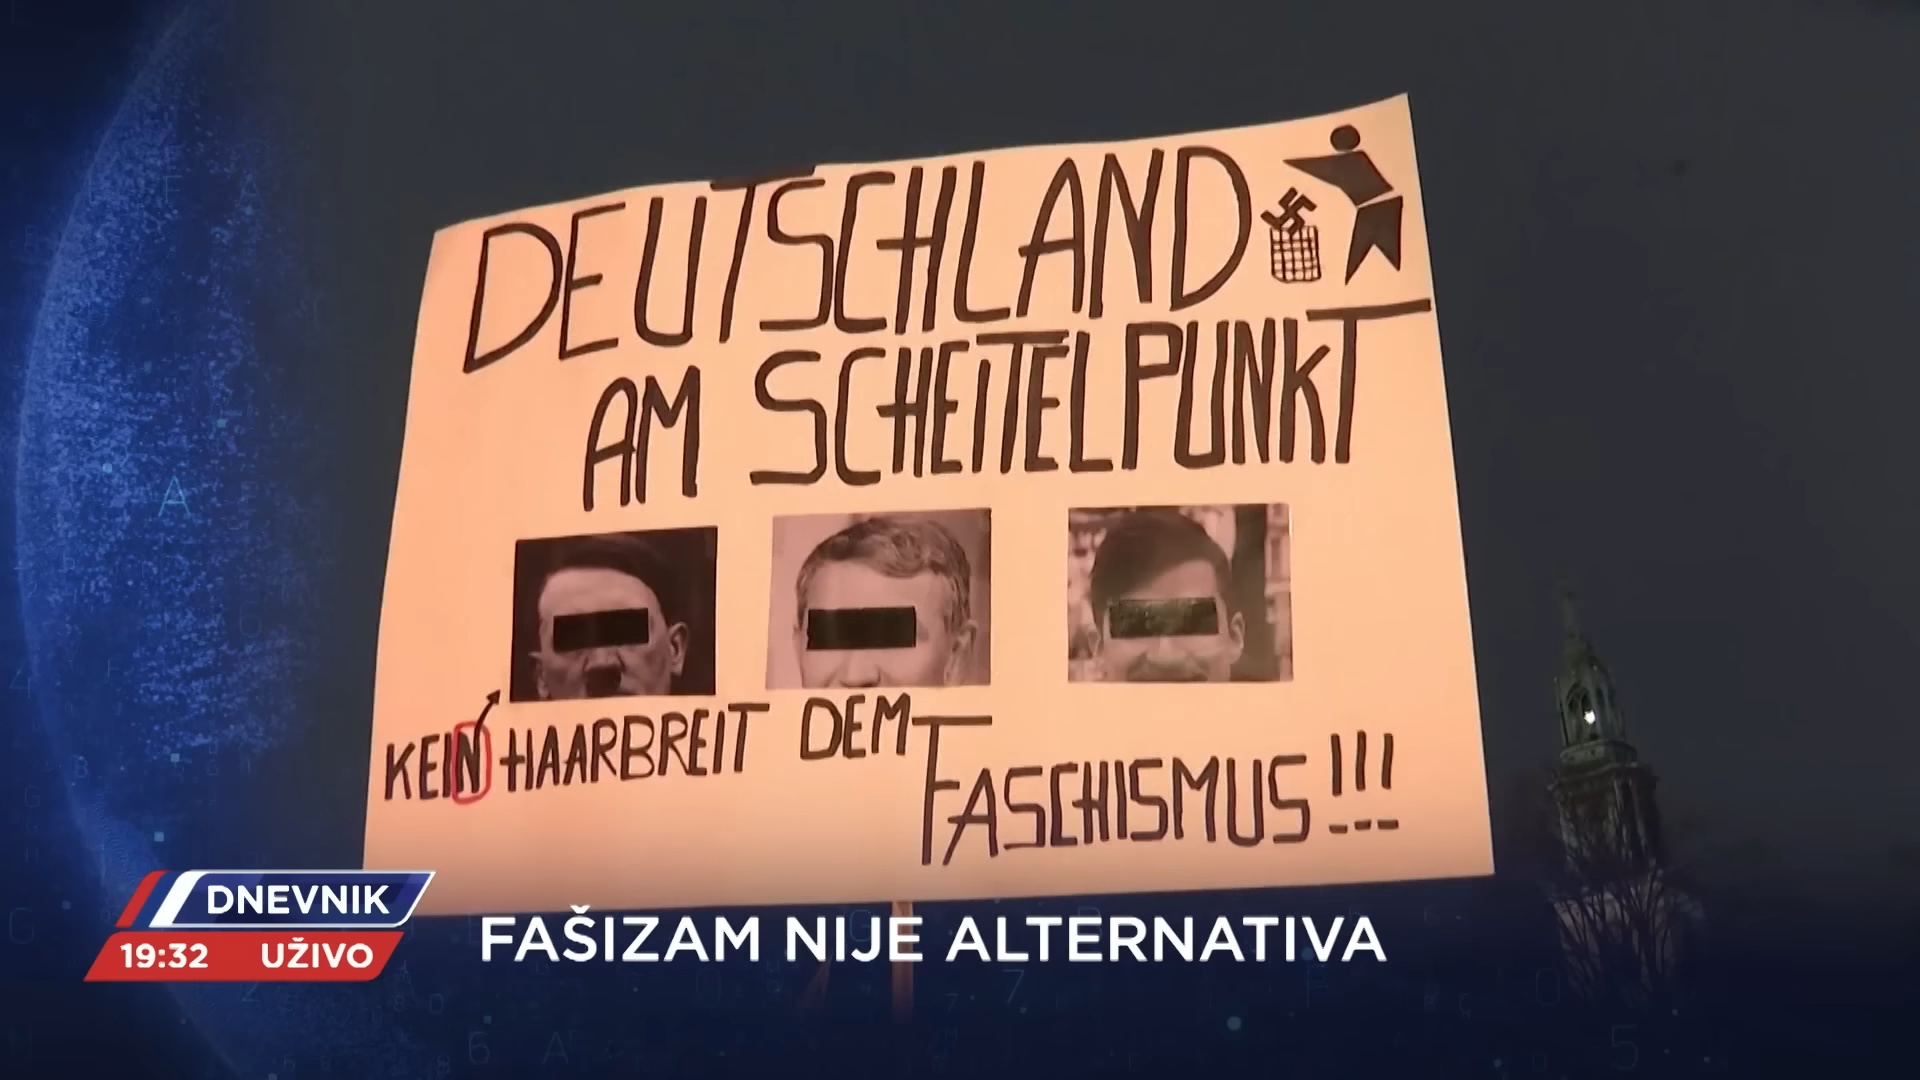 DEUTSCHLAND
AM SCHEITELPUNKT
KEIN HAARBREIT DEM
FASCHISMUS!!!
DNEVNIK
19:32 UŽIVO
FAŠIZAM NIJE ALTERNATIVA